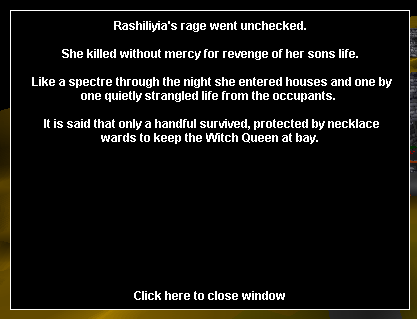 Rashiliyia's rage went unchecked.
She killed without mercy for revenge of her sons life.
Like a spectre through the night she entered houses and one by
one quietly strangled life from the occupants.
It is said that only a handful survived, protected by necklace
wards to keep the Witch Queen at bay.
Click here to close window